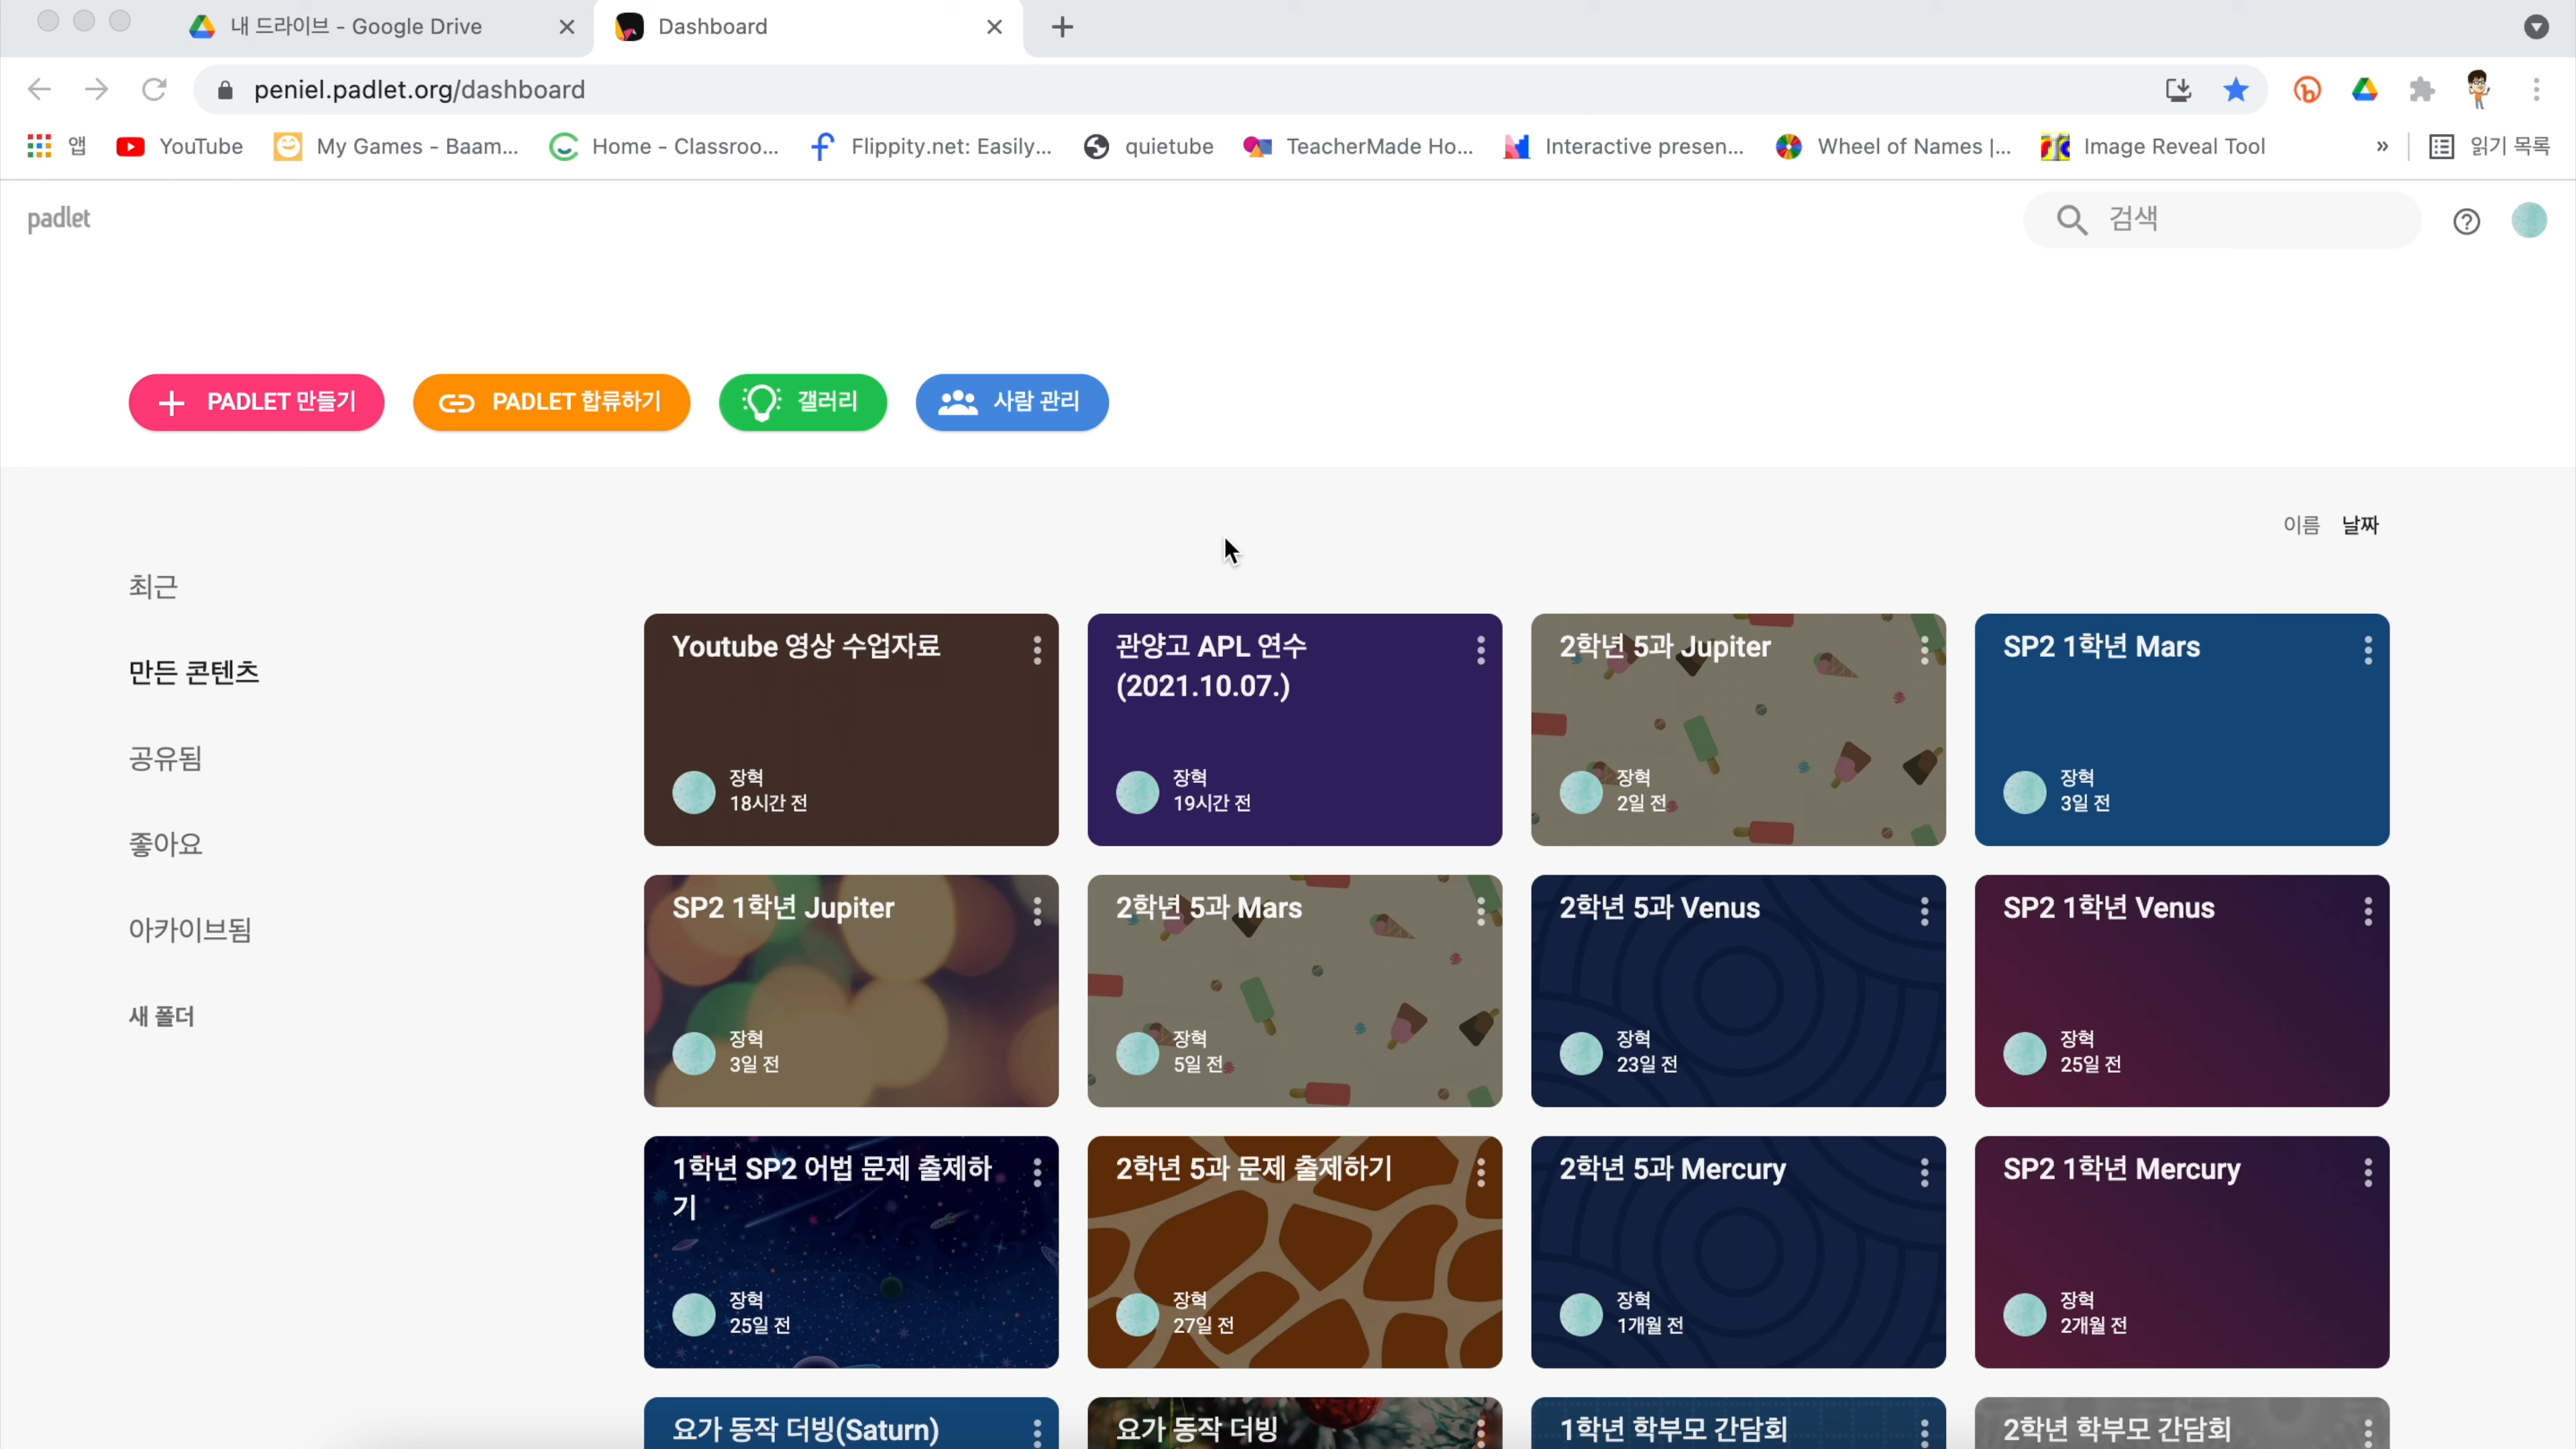 내 드라이브 - Google Drive
Dashboard
peniel.padlet.org/dashboard
앱
YouTube
My Games - Baam...
Home - Classroo...
Flippity.net: Easily...
quietube
TeacherMade Ho...
Interactive presen...
Wheel of Names |...
Image Reveal Tool
»
읽기 목록
padlet
검색
PADLET 만들기
PADLET 합류하기
갤러리
사람 관리
이름 날짜
최근
만든 콘텐츠
공유됨
좋아요
아카이브됨
새 폴더
Youtube 영상 수업자료
장혁
18시간 전
관양고 APL 연수
(2021.10.07.)
장혁
19시간 전
2학년 5과 Jupiter
장혁
2일 전
SP2 1학년 Mars
장혁
3일 전
SP2 1학년 Jupiter
장혁
3일 전
2학년 5과 Mars
장혁
5일 전
2학년 5과 Venus
장혁
23일 전
SP2 1학년 Venus
장혁
25일 전
1학년 SP2 어법 문제 출제하
기
장혁
25일 전
2학년 5과 문제 출제하기
장혁
27일 전
2학년 5과 Mercury
장혁
1개월 전
SP2 1학년 Mercury
장혁
2개월 전
요가 동작 더빙(Saturn)
요가 동작 더빙
1학년 학부모 간담회
2학년 학부모 간담회